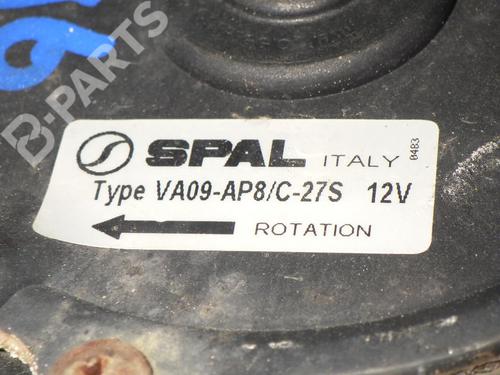 B-PARTS
SPAL ITALY 0483
Type VA09-AP8/C-27S 12V
ROTATION